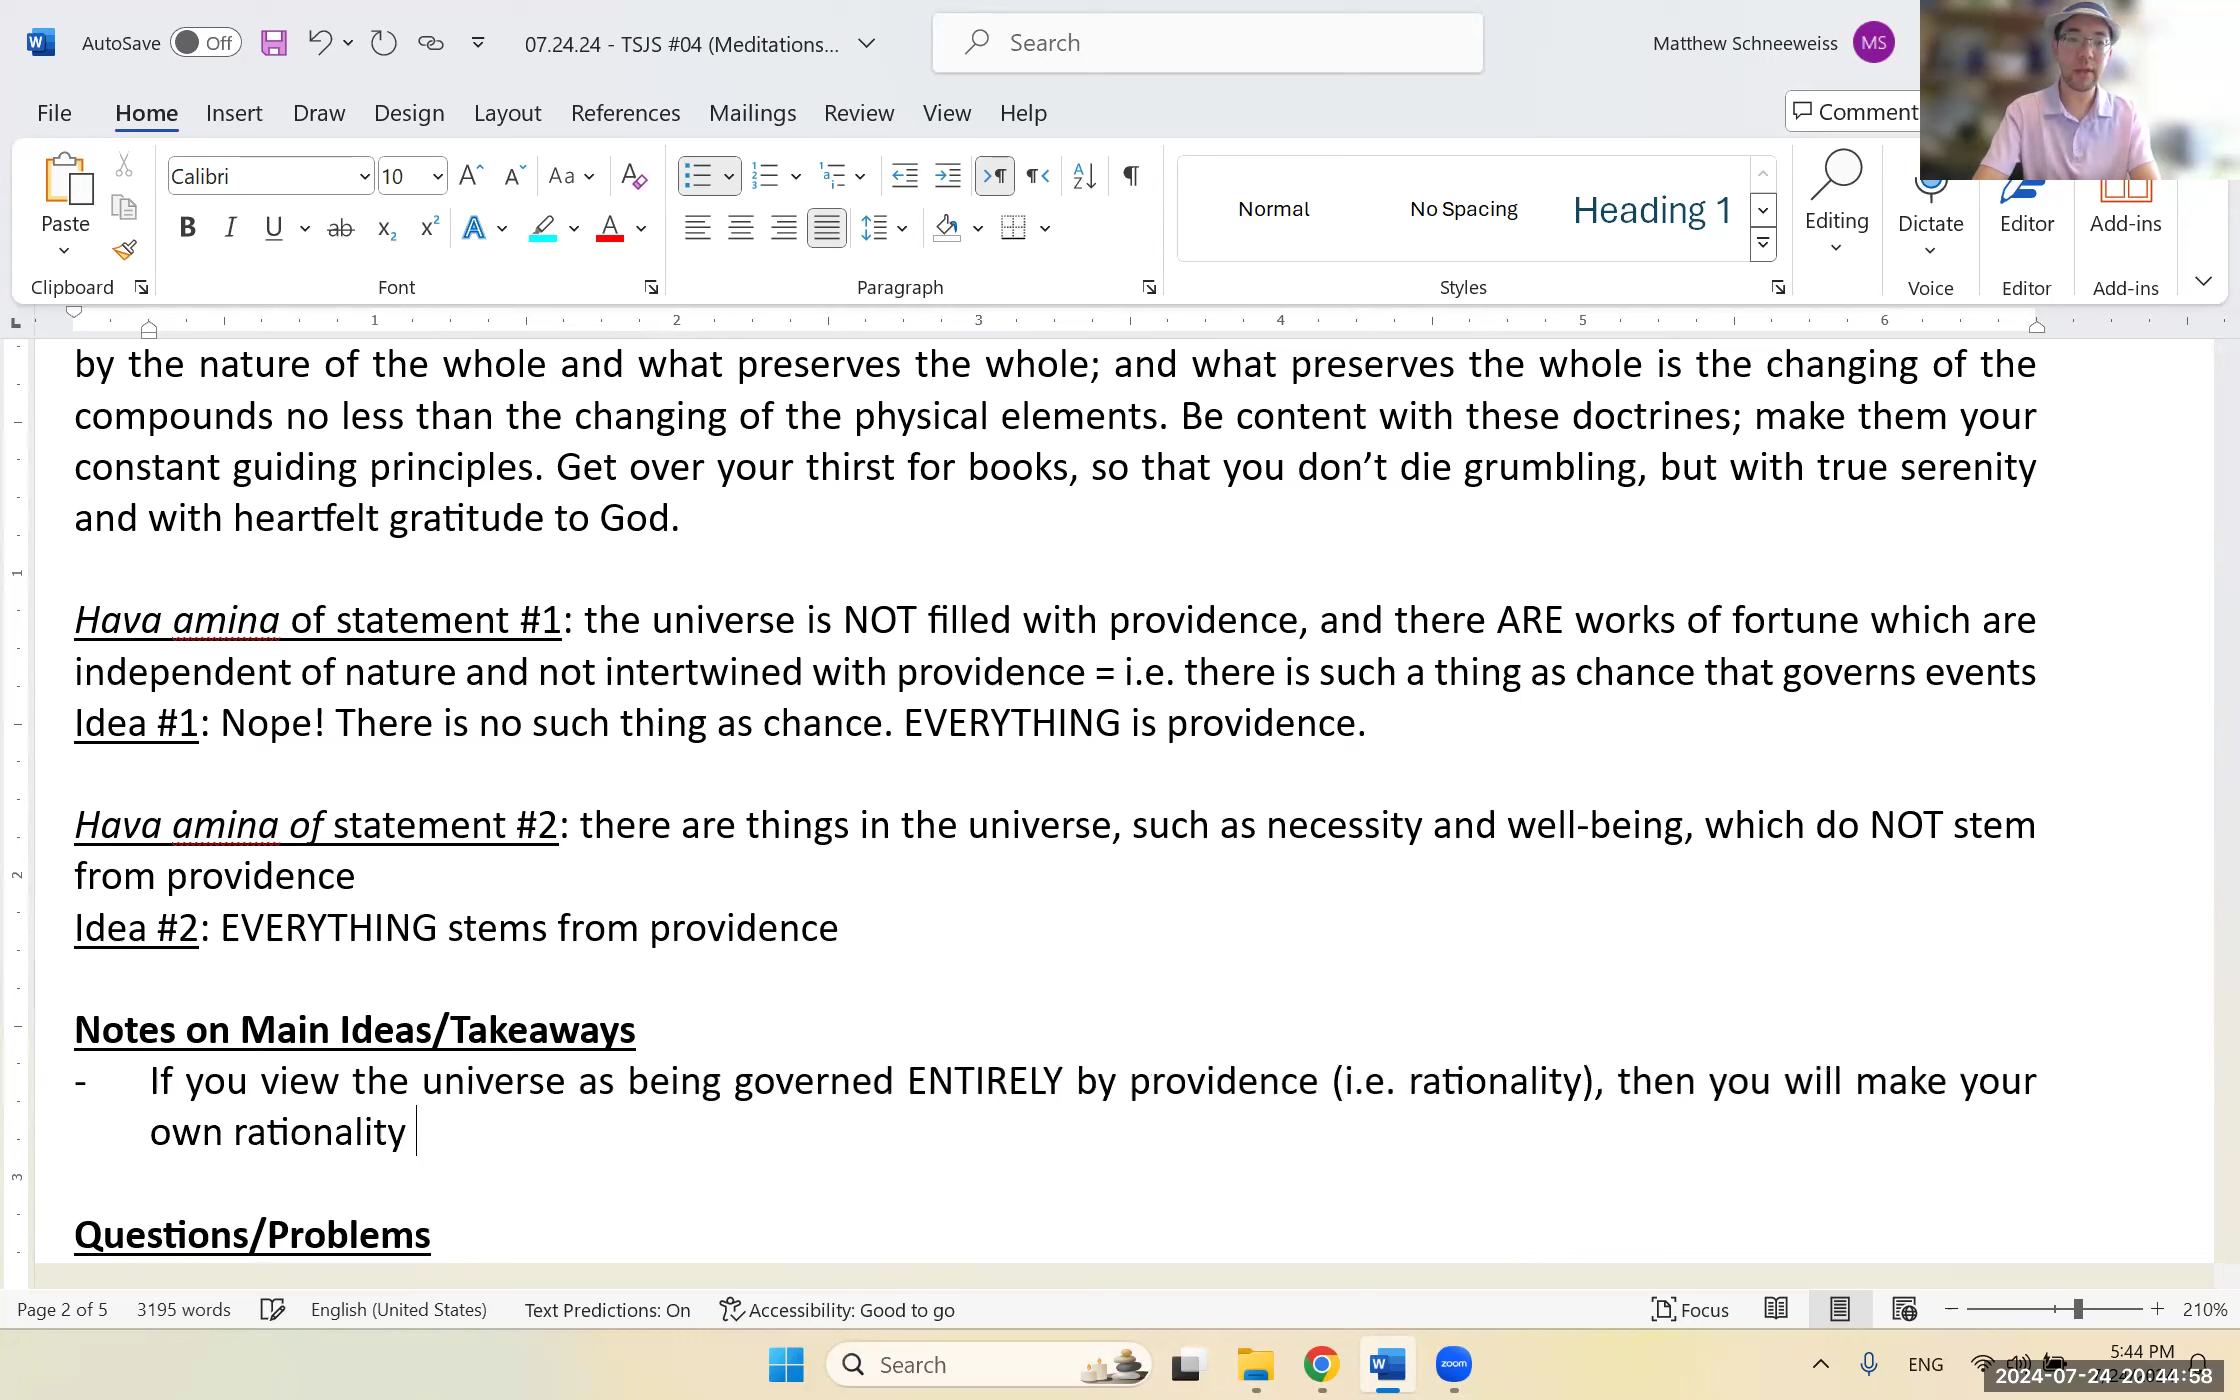 AutoSave Off 07.24.24 - TSJS #04 (Meditations... Search Matthew Schneeweiss MS
File Home Insert Draw Design Layout References Mailings Review View Help Comment
Paste Calibri 10 Aa Normal No Spacing Heading 1 Editing Dictate Editor Add-ins
Clipboard Font Paragraph Styles Voice Editor Add-ins
1 2 3 4 5 6
by the nature of the whole and what preserves the whole; and what preserves the whole is the changing of the
compounds no less than the changing of the physical elements. Be content with these doctrines; make them your
constant guiding principles. Get over your thirst for books, so that you don’t die grumbling, but with true serenity
and with heartfelt gratitude to God.
Hava amina of statement #1: the universe is NOT filled with providence, and there ARE works of fortune which are
independent of nature and not intertwined with providence = i.e. there is such a thing as chance that governs events
Idea #1: Nope! There is no such thing as chance. EVERYTHING is providence.
Hava amina of statement #2: there are things in the universe, such as necessity and well-being, which do NOT stem
from providence
Idea #2: EVERYTHING stems from providence
Notes on Main Ideas/Takeaways
- If you view the universe as being governed ENTIRELY by providence (i.e. rationality), then you will make your
own rationality
Questions/Problems
Page 2 of 5 3195 words English (United States) Text Predictions: On Accessibility: Good to go Focus 210%
Search zoom ENG 5:44 PM
2024-07-24 20:44:58